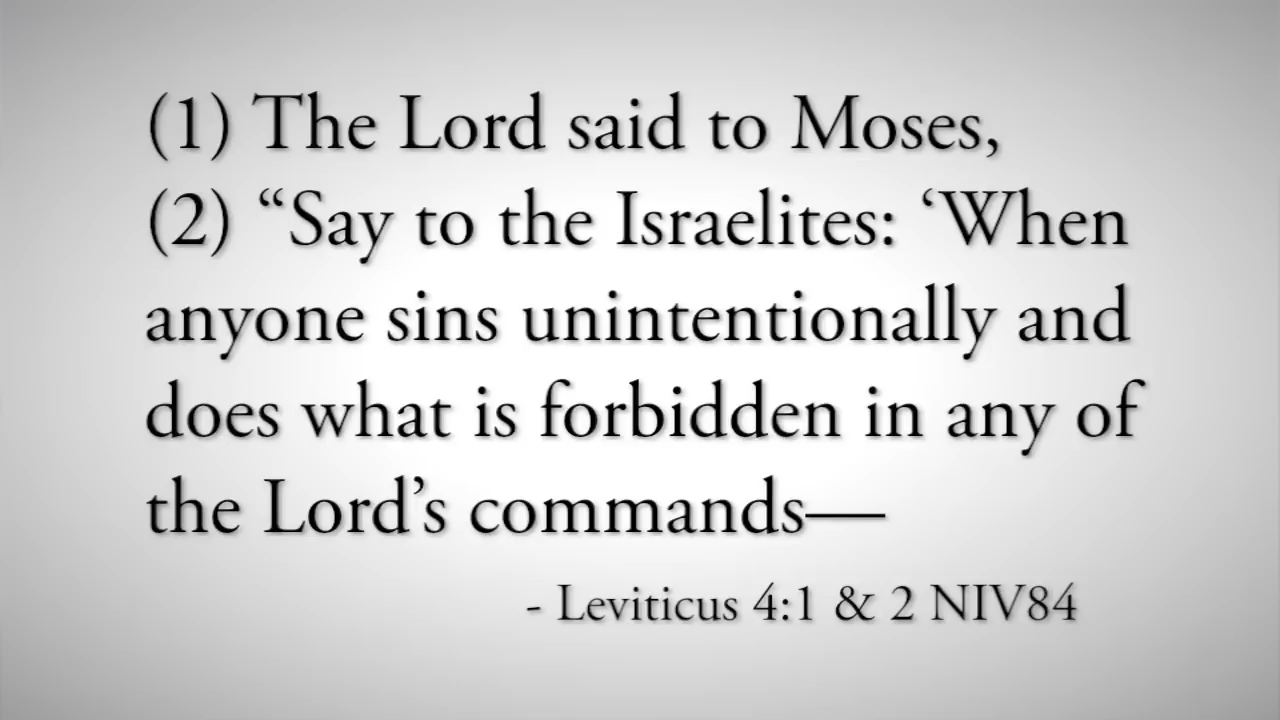 (1) The Lord said to Moses,
(2) “Say to the Israelites: ‘When
anyone sins unintentionally and
does what is forbidden in any of
the Lord’s commands—
- Leviticus 4:1 & 2 NIV84